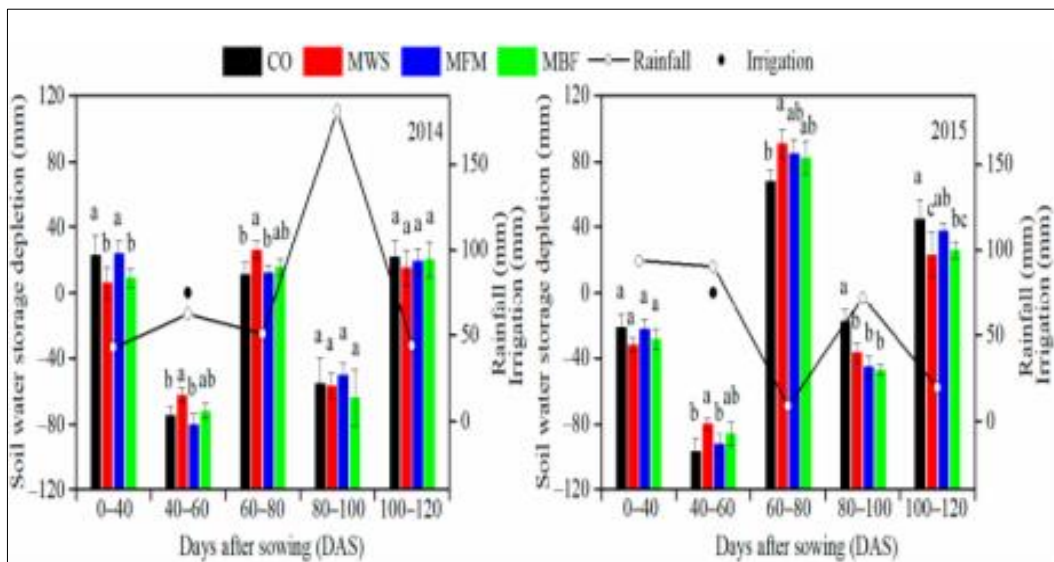 CO MWS MFM MBF Rainfall Irrigation
Soil water storage depletion (mm)
120
80
40
0
−40
−80
−120
2014
a b a b
b a b ab
b a b ab
a a a a
a a a a
150
100
50
0
Rainfall (mm)
Irrigation (mm)
0–40 40–60 60–80 80–100 100–120
Days after sowing (DAS)
Soil water storage depletion (mm)
120
80
40
0
−40
−80
−120
2015
a a a a
b a b ab
b a ab ab
a b b b
a c ab bc
150
100
50
0
Rainfall (mm)
Irrigation (mm)
0–40 40–60 60–80 80–100 100–120
Days after sowing (DAS)